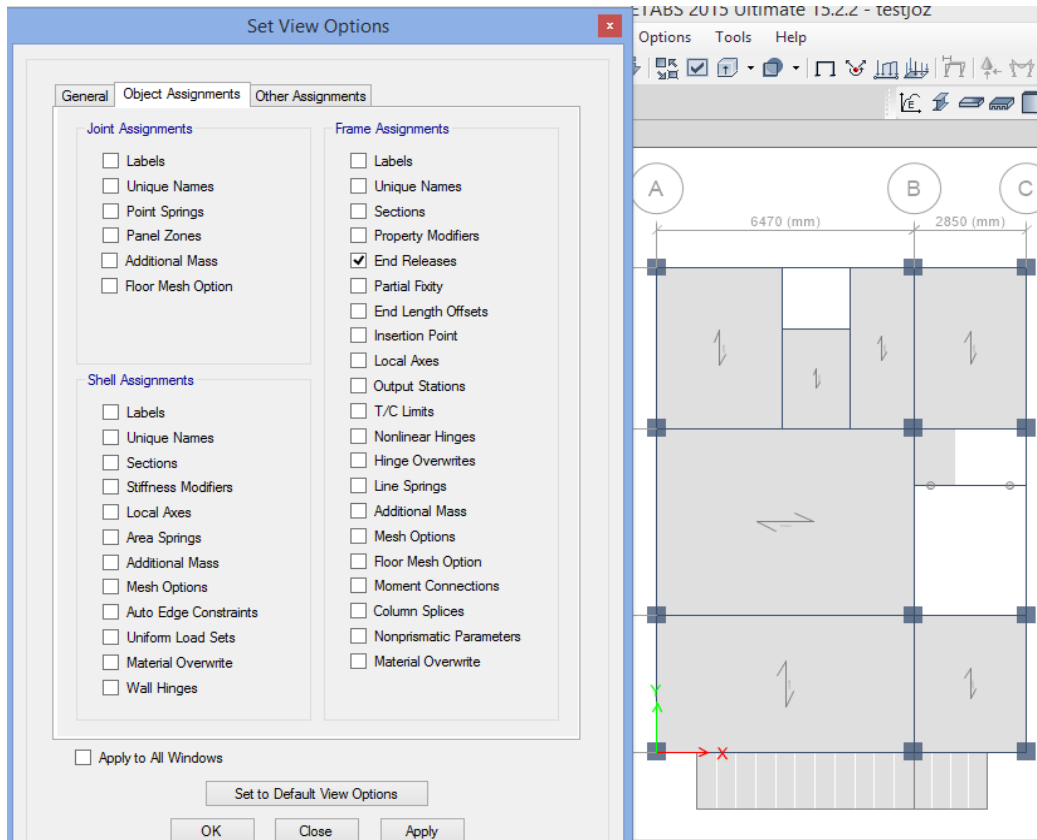 Set View Options
x
General Object Assignments Other Assignments
Joint Assignments
Labels
Unique Names
Point Springs
Panel Zones
Additional Mass
Floor Mesh Option
Shell Assignments
Labels
Unique Names
Sections
Stiffness Modifiers
Local Axes
Area Springs
Additional Mass
Mesh Options
Auto Edge Constraints
Uniform Load Sets
Material Overwrite
Wall Hinges
Frame Assignments
Labels
Unique Names
Sections
Property Modifiers
End Releases
Partial Fixity
End Length Offsets
Insertion Point
Local Axes
Output Stations
T/C Limits
Nonlinear Hinges
Hinge Overwrites
Line Springs
Additional Mass
Mesh Options
Floor Mesh Option
Moment Connections
Column Splices
Nonprismatic Parameters
Material Overwrite
Apply to All Windows
Set to Default View Options
OK Close Apply
ETABS 2015 Ultimate 15.2.2 - testjoz
Options Tools Help
E
A B C
6470 (mm) 2850 (mm)
Y
X